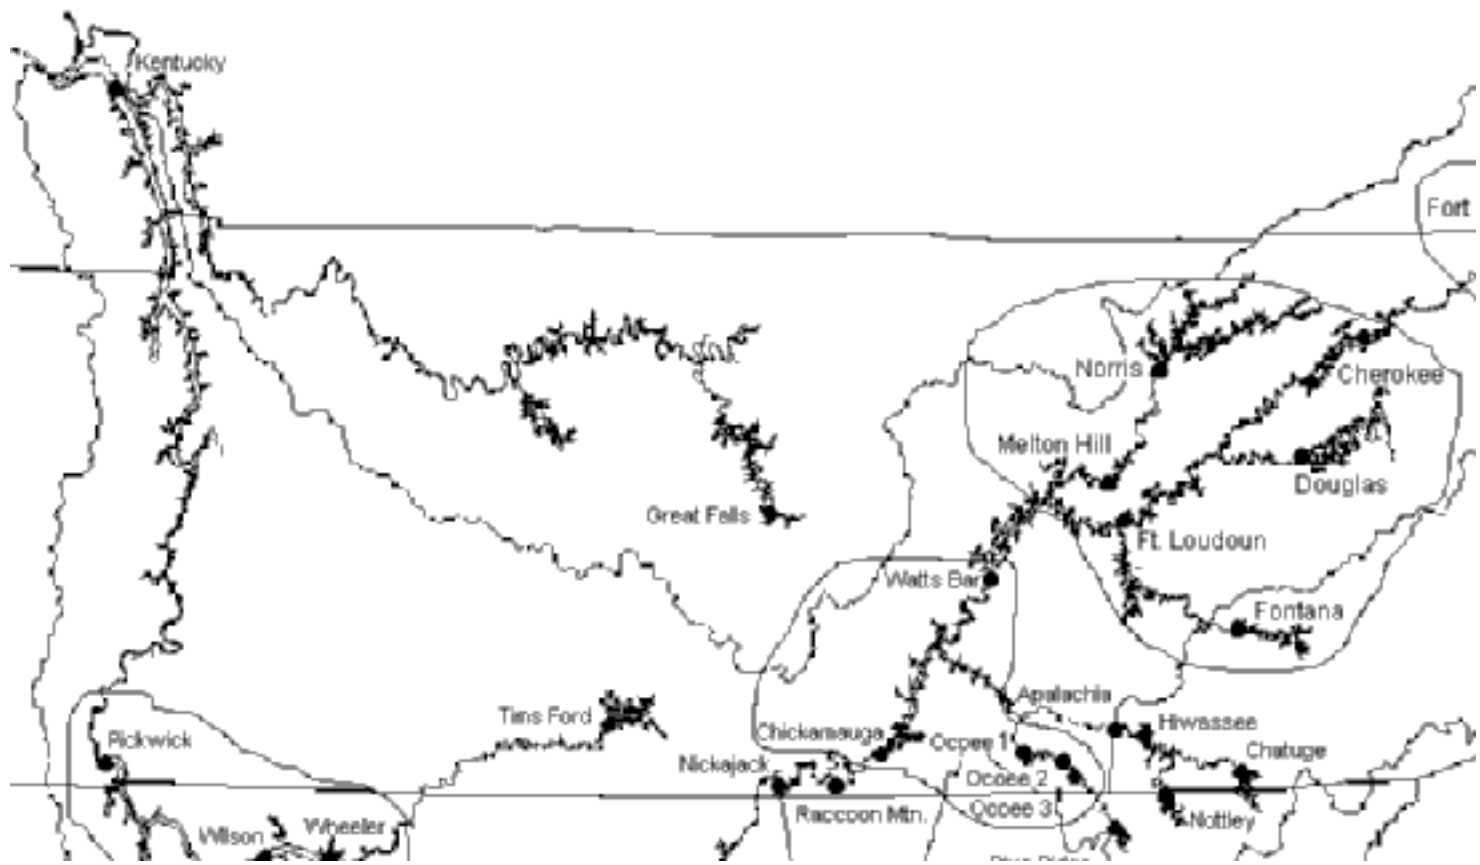 Kentucky
Fort
Norris
Cherokee
Melton Hill
Douglas
Great Falls
Ft. Loudoun
Watts Bar
Fontana
Apalachia
Tims Ford
Hiwassee
Pickwick
Chickamauga
Ocoee 1
Chatuge
Nickajack
Ocoee 2
Raccoon Mtn.
Ocoee 3
Nottley
Wilson
Wheeler